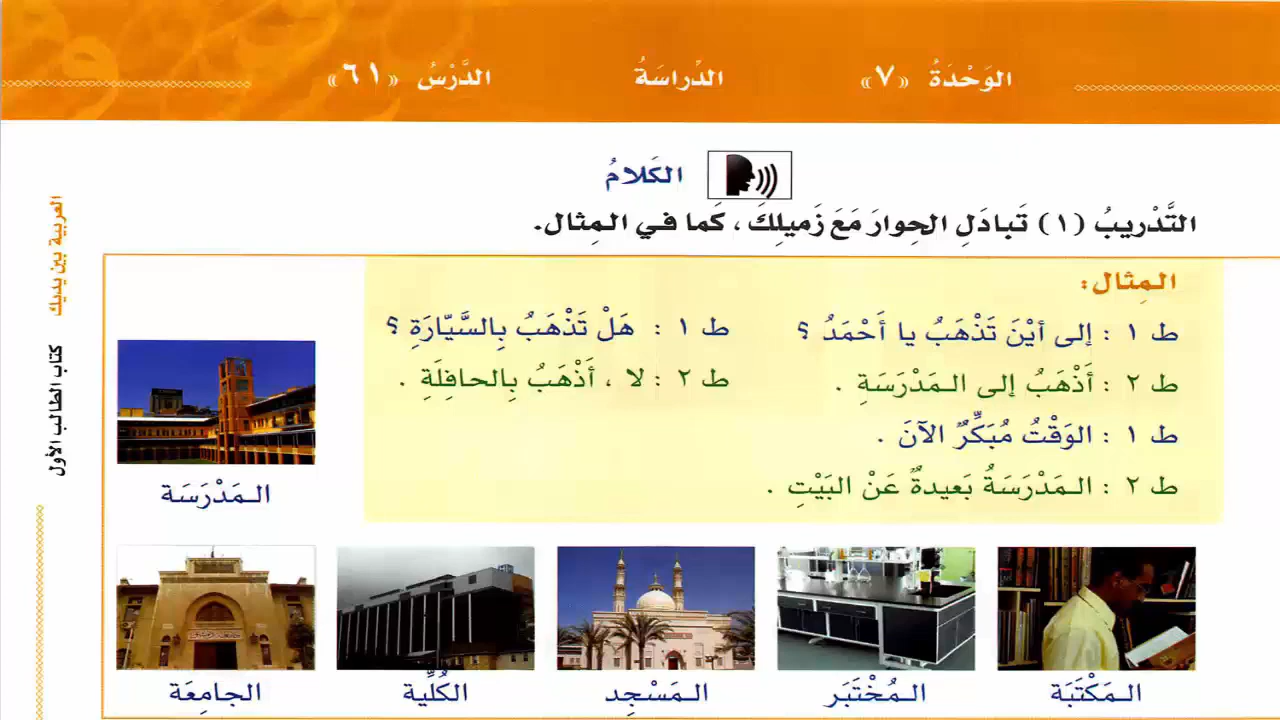 الوَحْدَةُ «٧» الدِّراسَةُ الدَّرْسُ «٦١»
الكَلامُ
التَّدْريبُ (١) تَبادَلِ الحِوارَ مَعَ زَميلِكَ، كَما في المِثال.
المِثال:
ط ١ : إلى أيْنَ تَذْهَبُ يا أَحْمَدُ ؟
ط ٢ : أَذْهَبُ إلى المَدْرَسَةِ .
ط ١ : الوَقْتُ مُبَكِّرٌ الآنَ .
ط ٢ : المَدْرَسَةُ بَعيدةٌ عَنْ البَيْتِ .
ط ١ : هَلْ تَذْهَبُ بِالسَّيّارَةِ ؟
ط ٢ : لا ، أَذْهَبُ بِالحافِلَةِ .
المَدْرَسَة
المَكْتَبَة
المُخْتَبَر
المَسْجِد
الكُلِّية
الجامِعَة
العربية بين يديك كتاب الطالب الأول